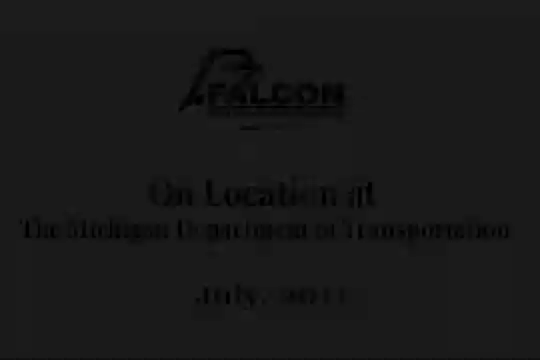 FALCON
On Location at
The Michigan Department of Transportation
July,